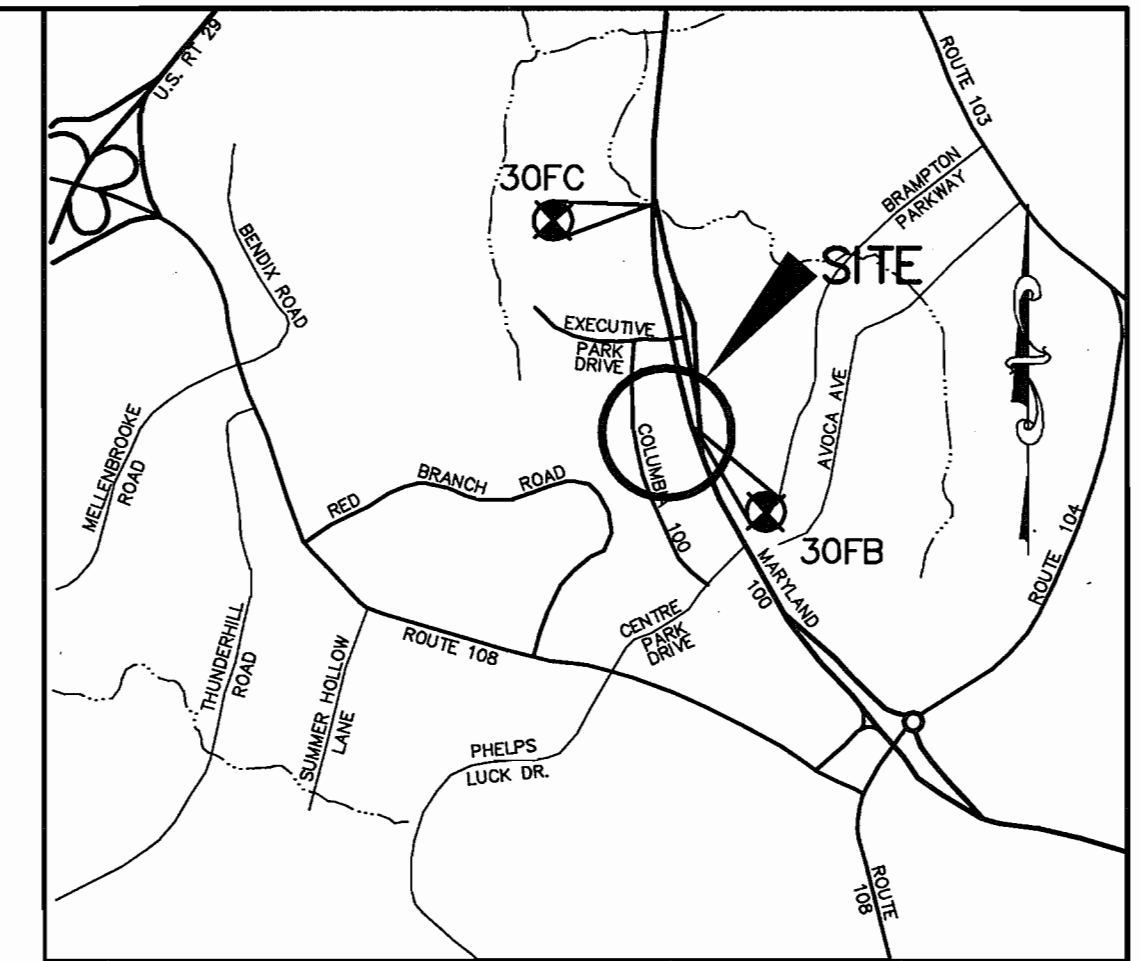 U.S. RT 29
ROUTE 103
BRAMPTON
PARKWAY
30FC
SITE
BENDIX ROAD
EXECUTIVE
PARK
DRIVE
AVOCA AVE
MELLENBROOKE
ROAD
COLUMBIA 100
RED BRANCH ROAD
30FB
ROUTE 104
MARYLAND
100
CENTRE
PARK
DRIVE
ROUTE 108
THUNDERHILL
ROAD
SUMMER HOLLOW
LANE
PHELPS
LUCK DR.
ROUTE
108